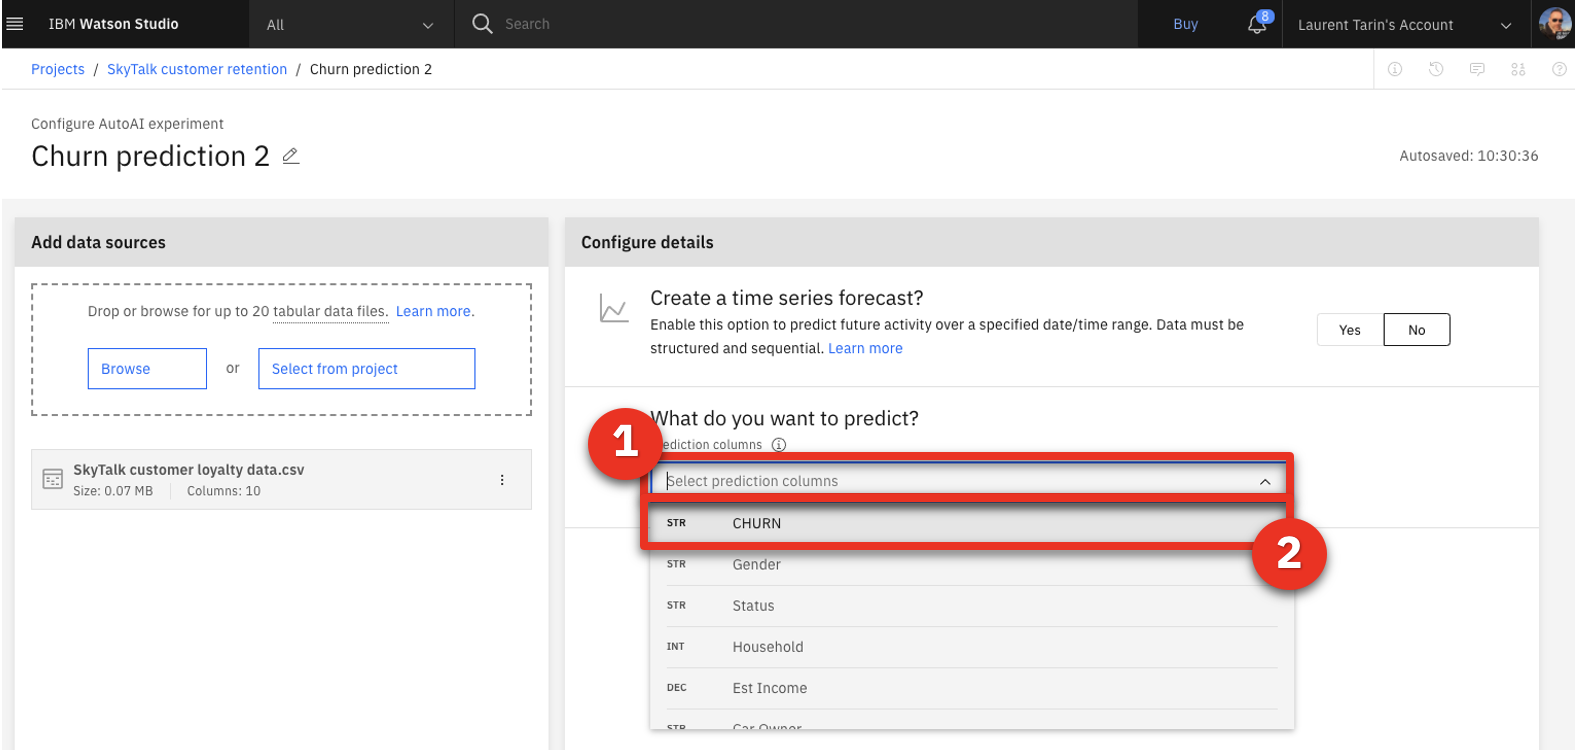 IBM Watson Studio
All
Search
Buy
8
Laurent Tarin's Account
Projects / SkyTalk customer retention / Churn prediction 2
Configure AutoAI experiment
Churn prediction 2
Autosaved: 10:30:36
Add data sources
Drop or browse for up to 20 tabular data files. Learn more.
Browse or Select from project
SkyTalk customer loyalty data.csv
Size: 0.07 MB Columns: 10
Configure details
Create a time series forecast?
Enable this option to predict future activity over a specified date/time range. Data must be
structured and sequential. Learn more
Yes No
What do you want to predict?
1
ediction columns
Select prediction columns
STR CHURN
2
STR Gender
STR Status
INT Household
DEC Est Income
STR Car Owner